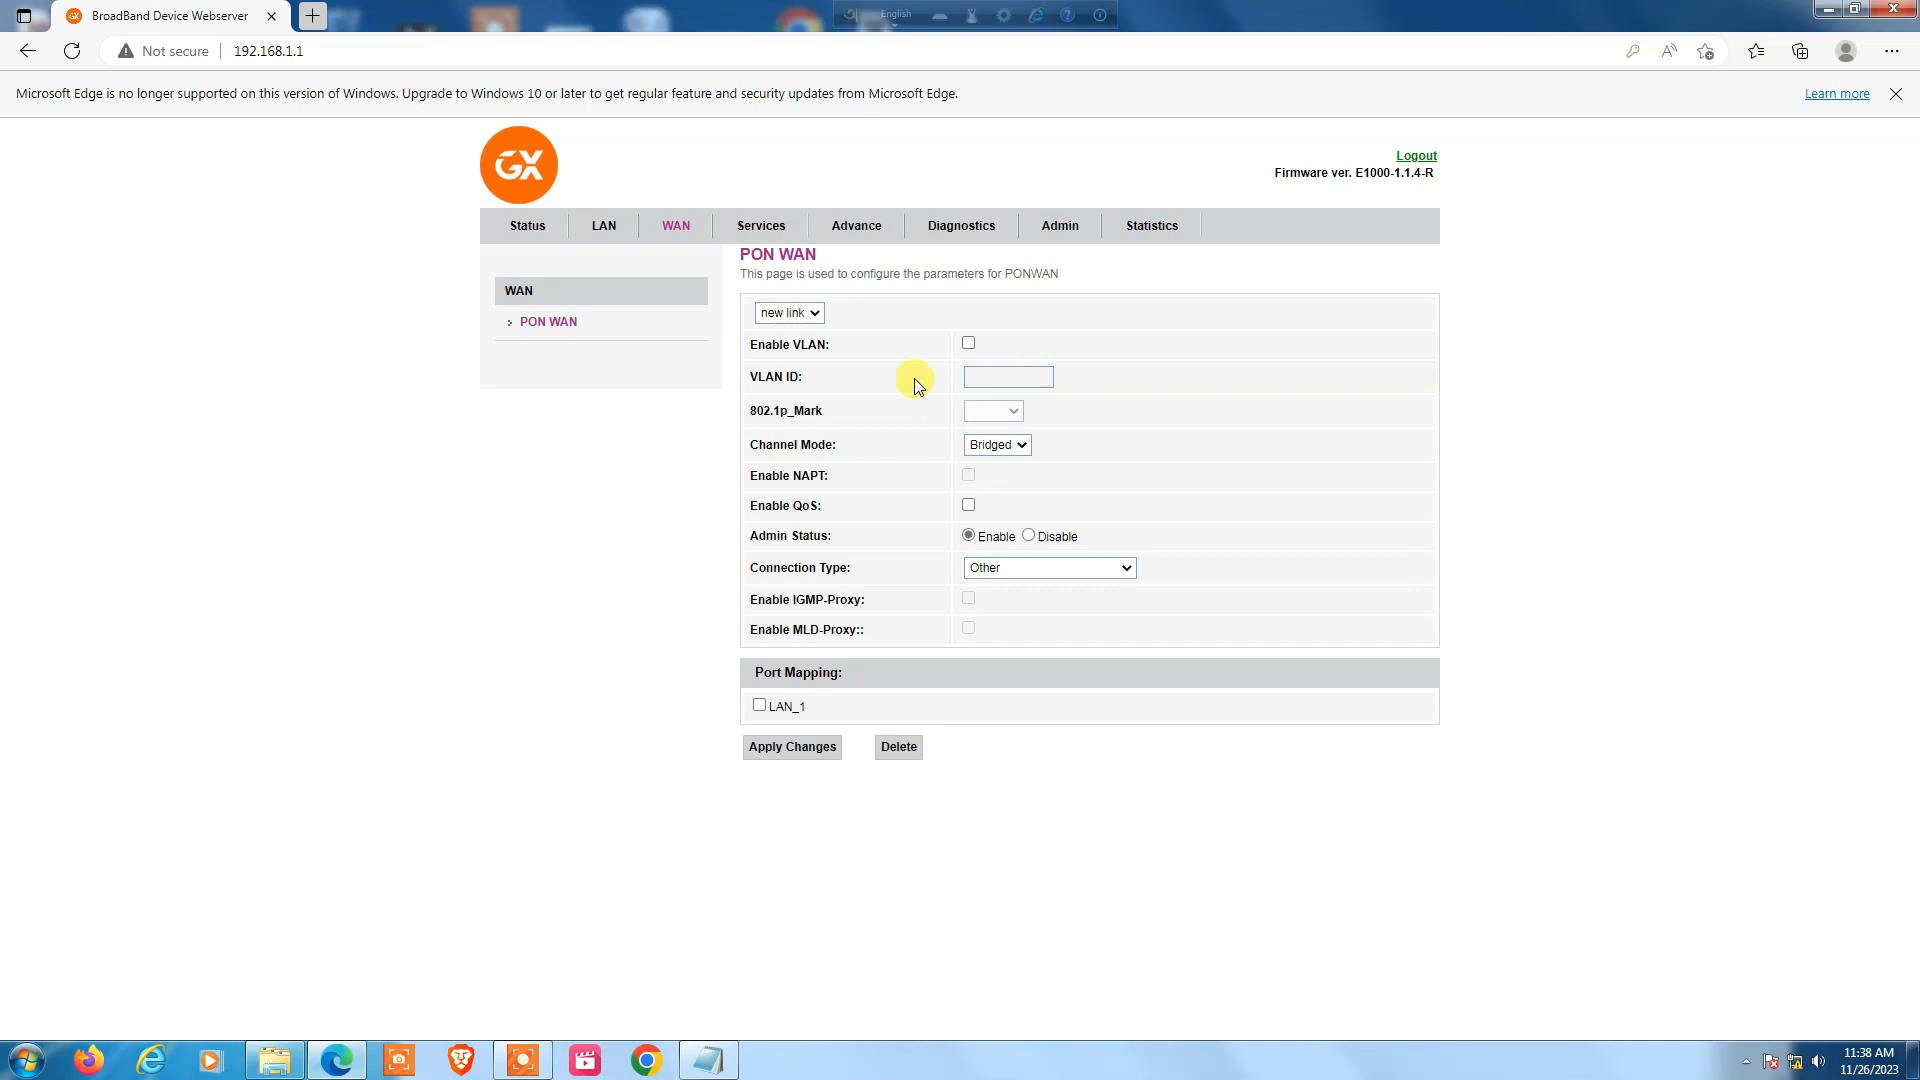 BroadBand Device Webserver
English
Not secure
192.168.1.1
Microsoft Edge is no longer supported on this version of Windows. Upgrade to Windows 10 or later to get regular feature and security updates from Microsoft Edge.
Learn more
GX
Logout
Firmware ver. E1000-1.1.4-R
Status
LAN
WAN
Services
Advance
Diagnostics
Admin
Statistics
WAN
PON WAN
PON WAN
This page is used to configure the parameters for PONWAN
new link
Enable VLAN:
VLAN ID:
802.1p_Mark
Channel Mode:
Bridged
Enable NAPT:
Enable QoS:
Admin Status:
Enable
Disable
Connection Type:
Other
Enable IGMP-Proxy:
Enable MLD-Proxy::
Port Mapping:
LAN_1
Apply Changes
Delete
11:38 AM
11/26/2023